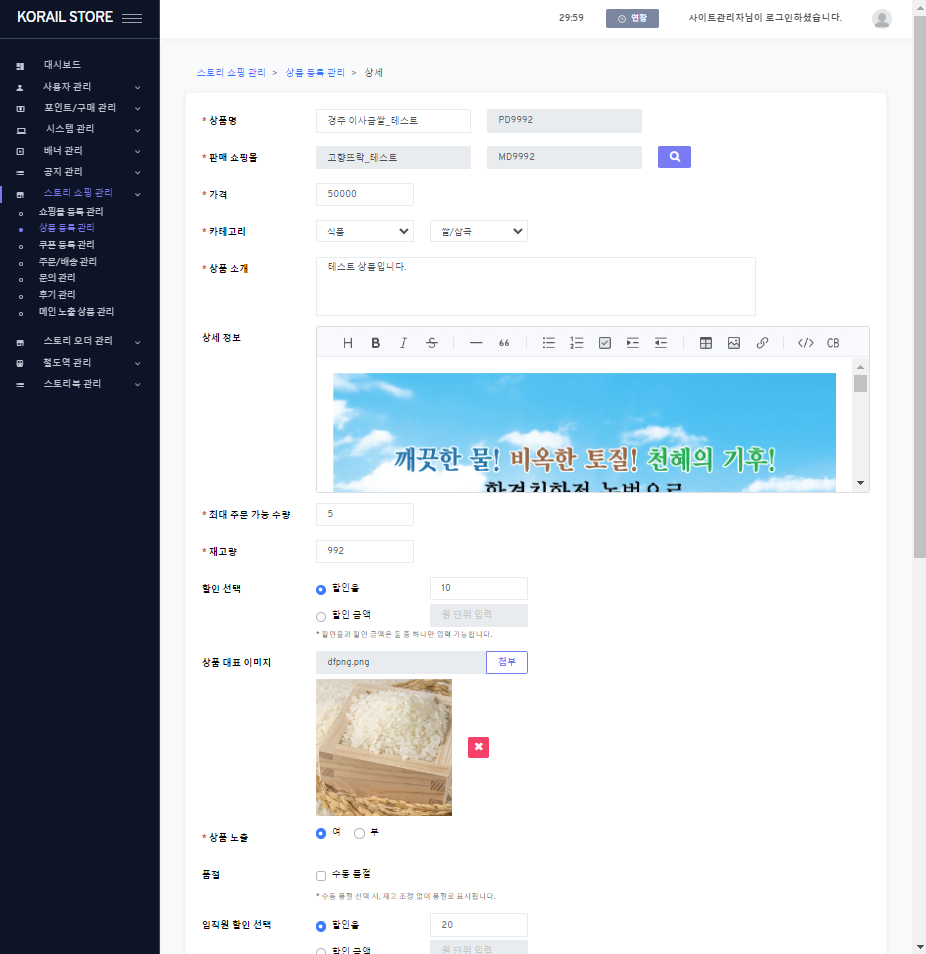 KORAIL STORE
29:59
연장
사이트관리자님이 로그인하셨습니다.
대시보드
사용자 관리
포인트/구매 관리
시스템 관리
배너 관리
공지 관리
스토리 쇼핑 관리
쇼핑몰 등록 관리
상품 등록 관리
쿠폰 등록 관리
주문/배송 관리
문의 관리
후기 관리
메인 노출 상품 관리
스토리 오더 관리
철도역 관리
스토리북 관리
스토리 쇼핑 관리 > 상품 등록 관리 > 상세
* 상품명 경주 이사금쌀_테스트 PD9992
* 판매 쇼핑몰 고향뜨락_테스트 MD9992
* 가격 50000
* 카테고리 식품 쌀/잡곡
* 상품 소개 테스트 상품입니다.
상세 정보
H B I S 66 CB
깨끗한 물! 비옥한 토질! 천혜의 기후!
환경친화적 농법으로
* 최대 주문 가능 수량 5
* 재고량 992
할인 선택 할인율 10
할인 금액 원 단위 입력
* 할인율과 할인 금액은 둘 중 하나만 입력 가능합니다.
상품 대표 이미지 dfpng.png 첨부
* 상품 노출 여 부
품절 수동 품절
* 수동 품절 선택 시, 재고 조정 없이 품절로 표시됩니다.
임직원 할인 선택 할인율 20
할인 금액 원 단위 입력